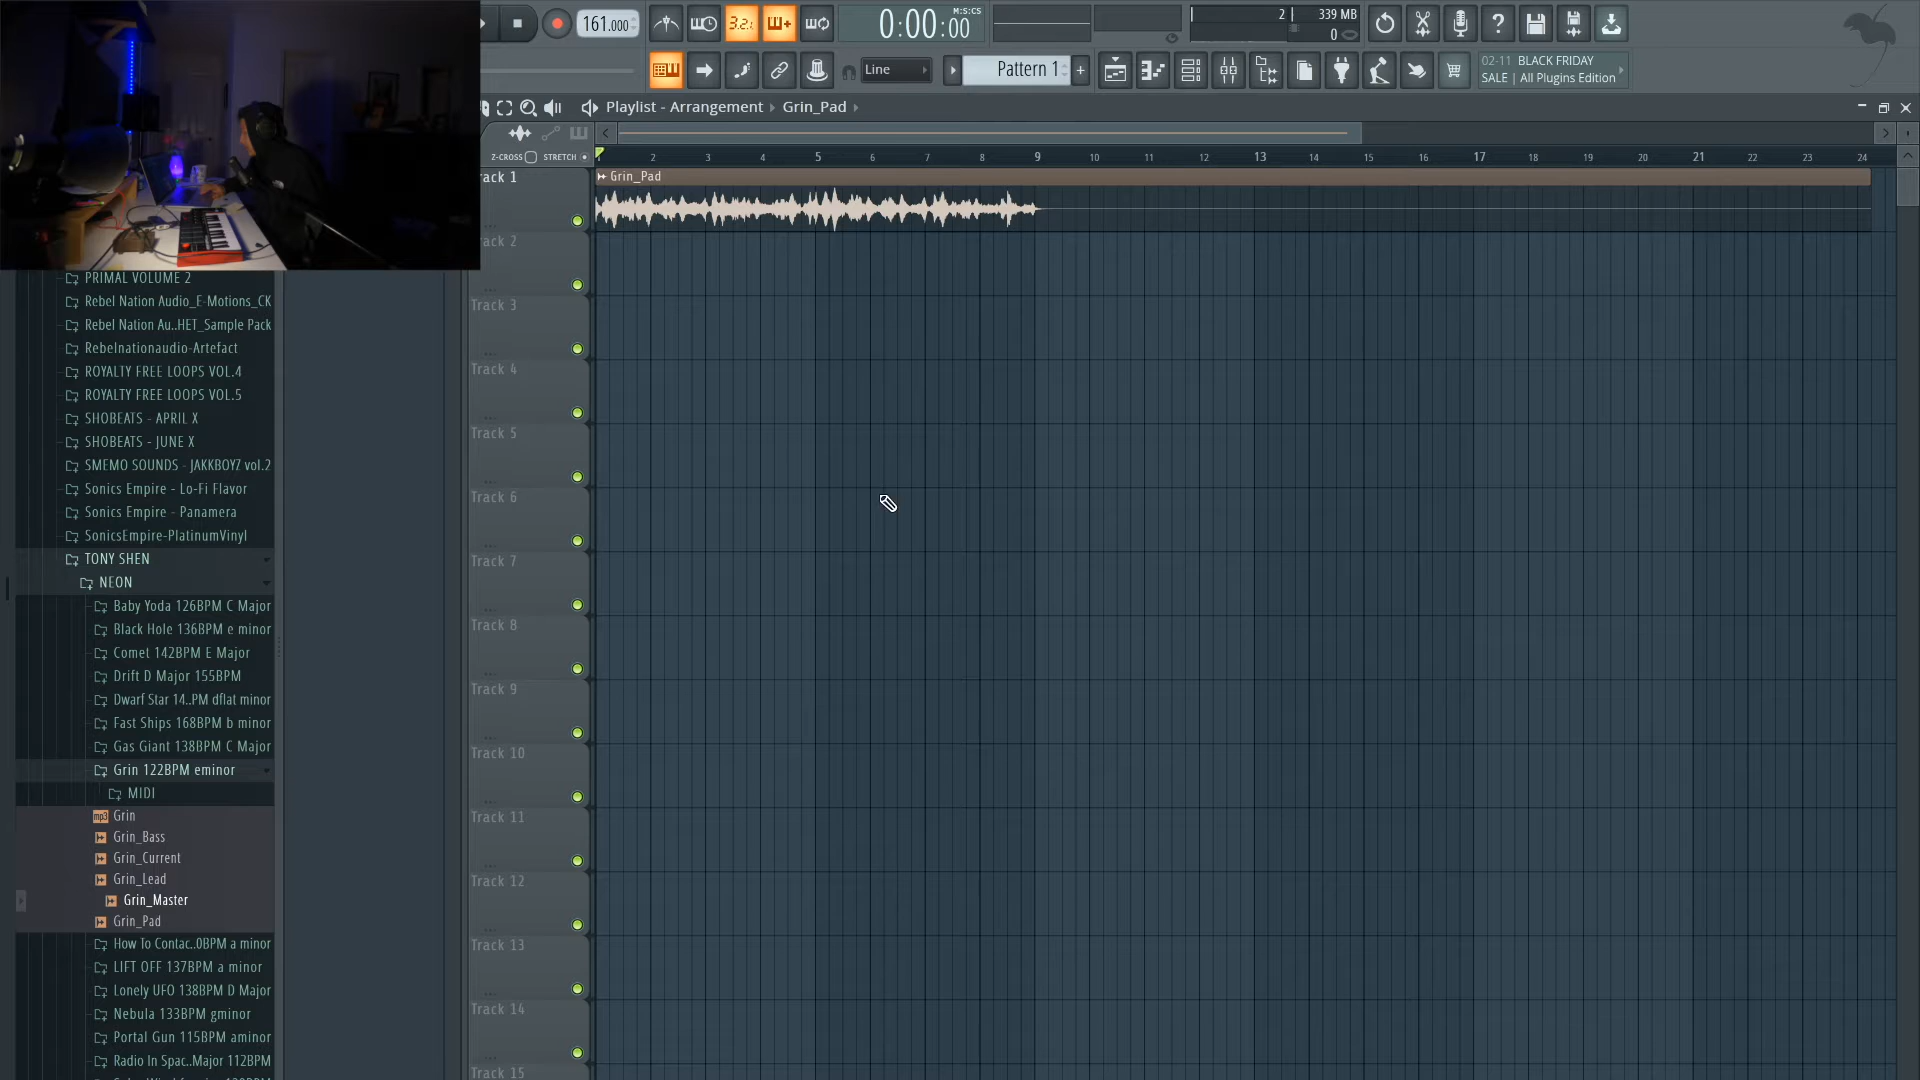 161.000
3.2.
0:00:00
M:S:CS
2
339 MB
0
Line
Pattern 1
+
02-11 BLACK FRIDAY
SALE | All Plugins Edition
Playlist - Arrangement › Grin_Pad ›
Z-CROSS
STRETCH
2 3 4 5 6 7 8 9 10 11 12 13 14 15 16 17 18 19 20 21 22 23 24
Track 1
Grin_Pad
Track 2
Track 3
Track 4
Track 5
Track 6
Track 7
Track 8
Track 9
Track 10
Track 11
Track 12
Track 13
Track 14
Track 15
PRIMAL VOLUME 2
Rebel Nation Audio_E-Motions_CK
Rebel Nation Au..HET_Sample Pack
Rebelnationaudio-Artefact
ROYALTY FREE LOOPS VOL.4
ROYALTY FREE LOOPS VOL.5
SHOBEATS - APRIL X
SHOBEATS - JUNE X
SMEMO SOUNDS - JAKKBOYZ vol.2
Sonics Empire - Lo-Fi Flavor
Sonics Empire - Panamera
SonicsEmpire-PlatinumVinyl
TONY SHEN
NEON
Baby Yoda 126BPM C Major
Black Hole 136BPM e minor
Comet 142BPM E Major
Drift D Major 155BPM
Dwarf Star 14..PM dflat minor
Fast Ships 168BPM b minor
Gas Giant 138BPM C Major
Grin 122BPM eminor
MIDI
mp3 Grin
Grin_Bass
Grin_Current
Grin_Lead
Grin_Master
Grin_Pad
How To Contac..0BPM a minor
LIFT OFF 137BPM a minor
Lonely UFO 138BPM D Major
Nebula 133BPM gminor
Portal Gun 115BPM aminor
Radio In Spac..Major 112BPM